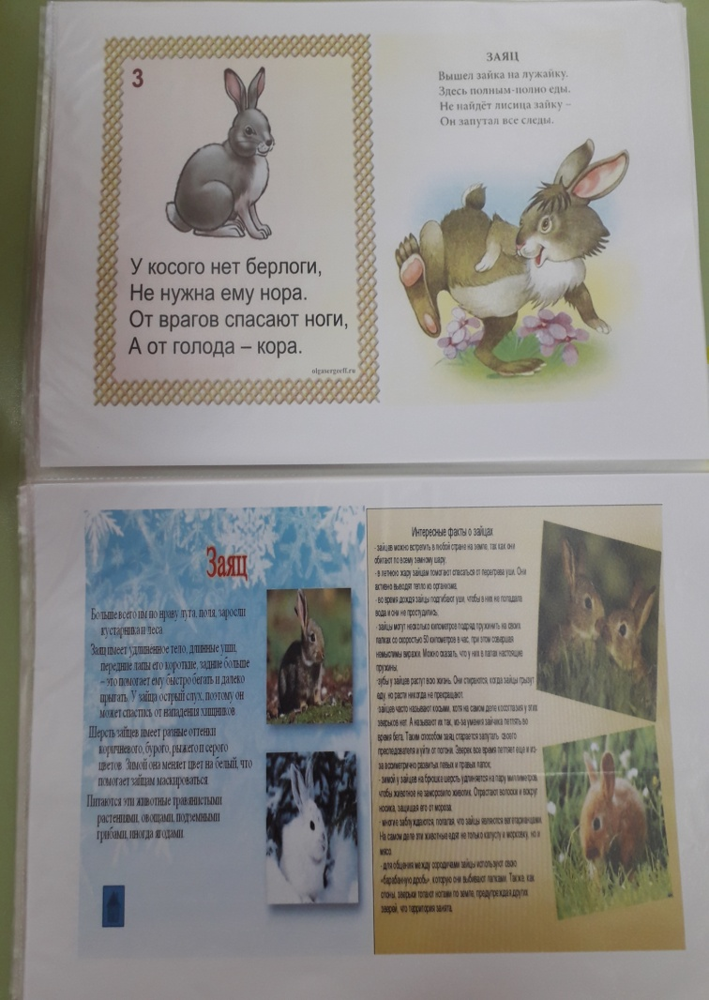 3
У косого нет берлоги,
Не нужна ему нора.
От врагов спасают ноги,
А от голода – кора.
olgasergeeff.ru
ЗАЯЦ
Вышел зайка на лужайку.
Здесь полным-полно еды.
Не найдёт лисица зайку –
Он запутал все следы.
Заяц
Больше всего им по нраву луга, поля, заросли
кустарника и леса
Заяц имеет удлиненное тело, длинные уши,
передние лапы его короткие, задние больше
– это помогает ему быстро бегать и далеко
прыгать. У зайца острый слух, поэтому он
может спастись от нападения хищников.
Шерсть зайцев имеет разные оттенки
коричневого, бурого, рыжего и серого
цветов. Зимой она меняет цвет на белый, что
помогает зайцам маскироваться
Питаются эти животные травянистыми
растениями, овощами, подземными
грибами, иногда ягодами
Интересные факты о зайцах
- зайцев можно встретить в любой стране на земле, так как они
обитают по всему земному шару.
- в летнюю жару зайцам помогают спасаться от перегрева уши. Они
активно выводят тепло из организма,
- во время дождя зайцы подгибают уши, чтобы в них не попадала
вода и они не простудились,
- зайцы могут несколько километров подряд пружинить на своих
лапках со скоростью 50 километров в час, при этом совершая
немыслимы виражи. Можно сказать, что у них в лапах настоящие
пружины,
-зубы у зайцев растут всю жизнь. Они стираются, когда зайцы грызут
еду, но расти никогда не прекращают.
-зайцев часто называют косыми, хотя на самом деле косоглазия у этих
зверьков нет. А называют их так, из-за умения зайчика петлять во
время бега. Таким способом заяц старается запутать своего
преследователя и уйти от погони. Зверек все время петляет еще и из-
за асимметрично развитых левых и правых лапок,
- зимой у зайцев на брюшке шерсть удлиняется на пару миллиметров,
чтобы животное не заморозило животик. Отрастают волоски и вокруг
носика, защищая его от мороза.
- многие заблуждаются, полагая, что зайцы являются вегетарианцами.
На самом деле эти животные едят не только капусту и морковку, но и
мясо.
- для общения между сородичами зайцы используют свою
«барабанную дробь», которую они выбивают лапками. Также, как
слоны, зверьки топают ногами по земле, предупреждая других
зверей, что территория занята.